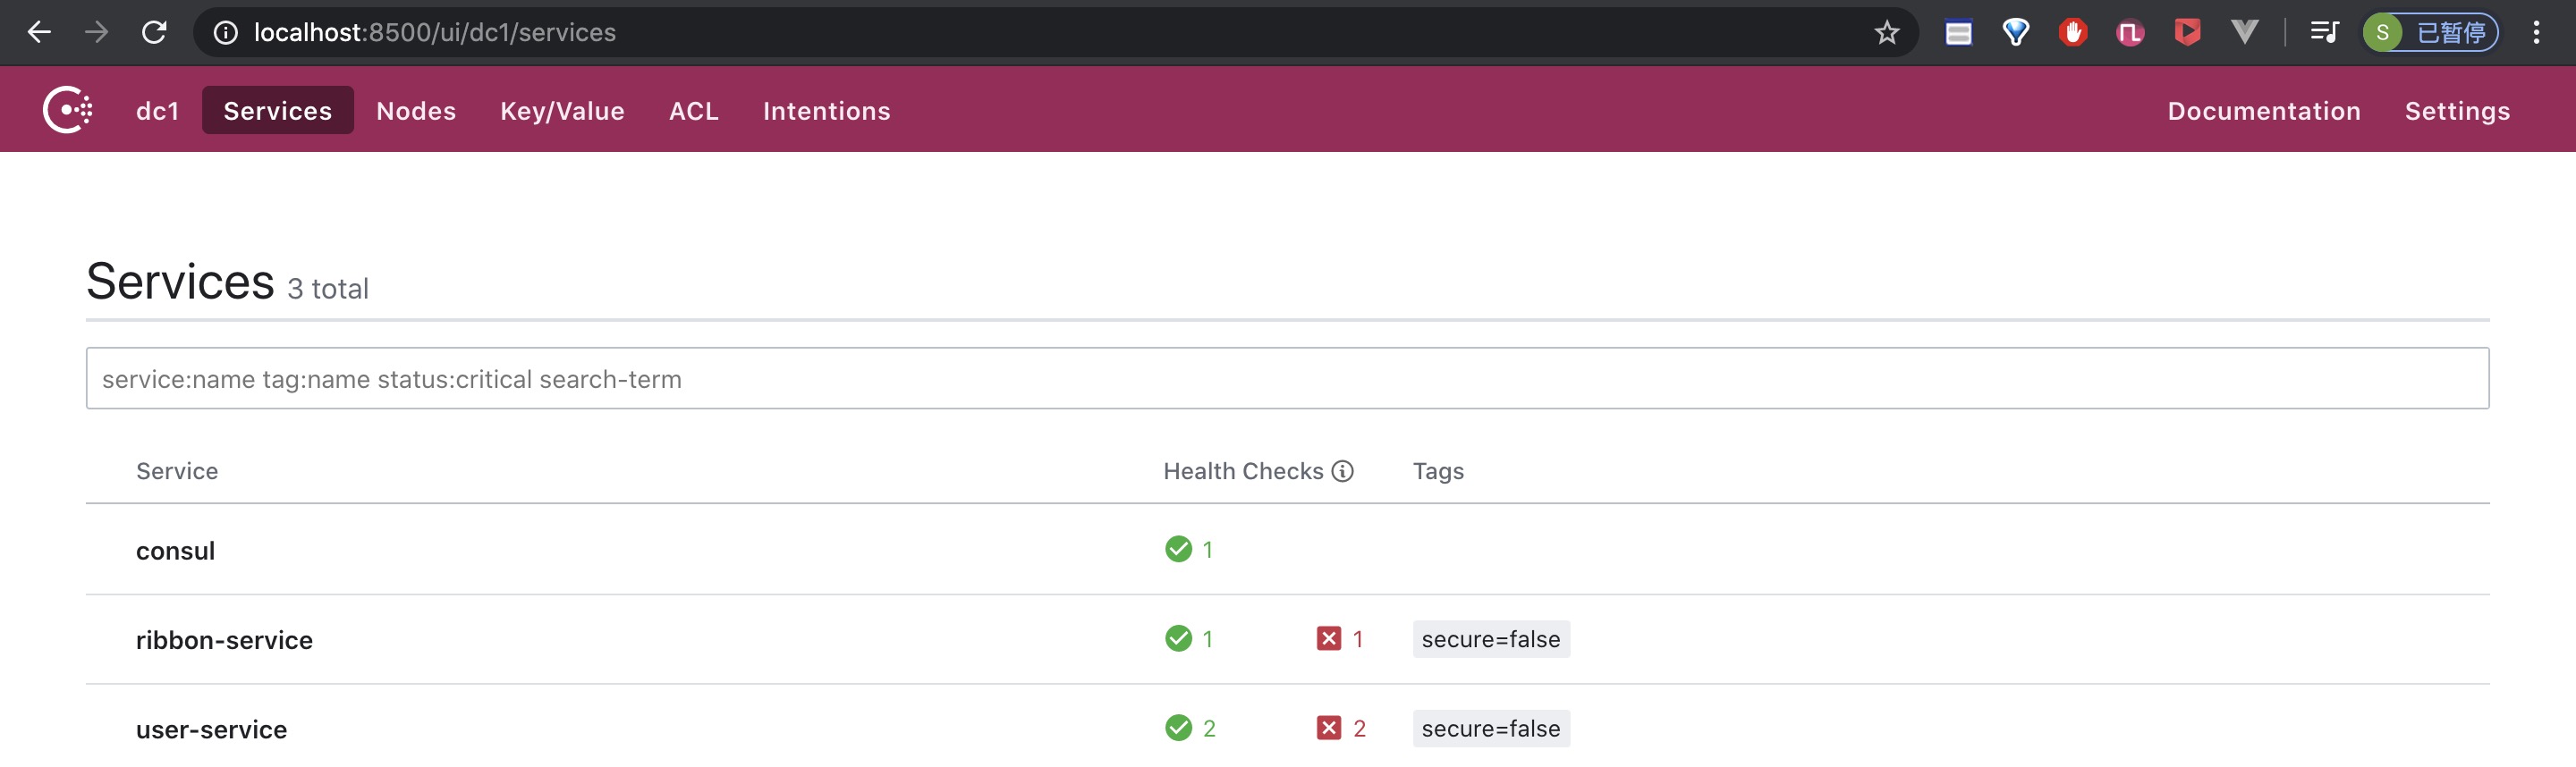 localhost:8500/ui/dc1/services
S 已暂停
dc1 Services Nodes Key/Value ACL Intentions Documentation Settings
Services 3 total
service:name tag:name status:critical search-term
Service Health Checks Tags
consul 1
ribbon-service 1 1 secure=false
user-service 2 2 secure=false